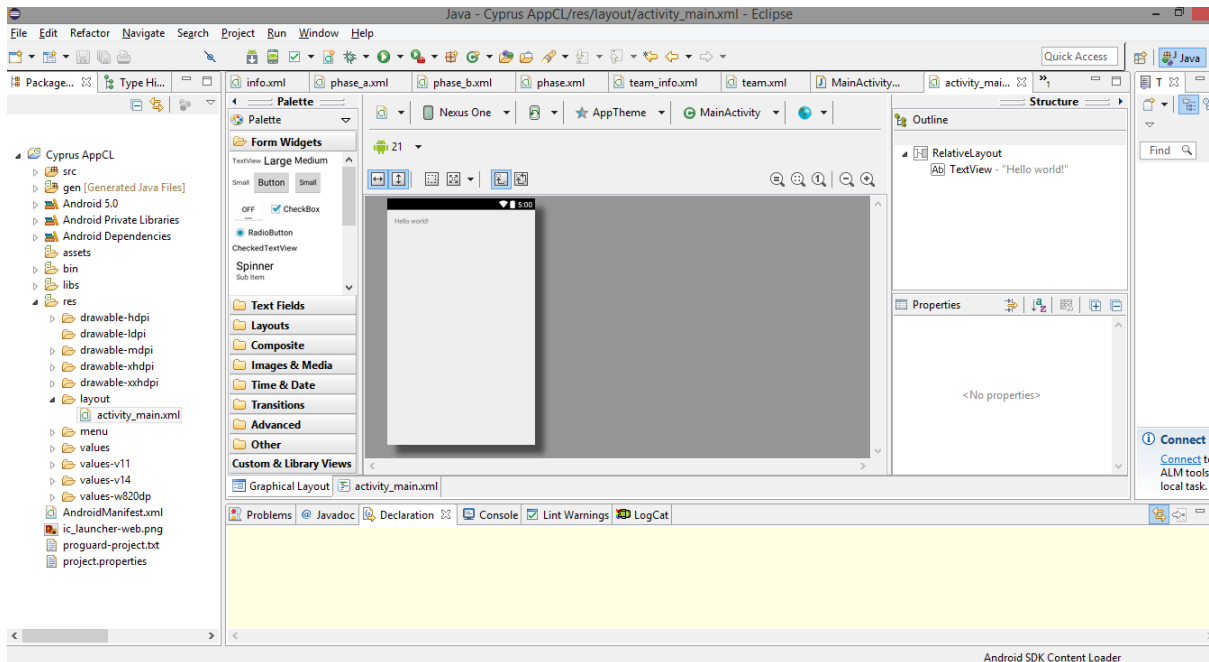 Java - Cyprus AppCL/res/layout/activity_main.xml - Eclipse
File Edit Refactor Navigate Search Project Run Window Help
Quick Access
Java
Package...
Type Hi...
info.xml
phase_a.xml
phase_b.xml
phase.xml
team_info.xml
team.xml
MainActivity...
activity_mai...
»1
T
Cyprus AppCL
src
gen [Generated Java Files]
Android 5.0
Android Private Libraries
Android Dependencies
assets
bin
libs
res
drawable-hdpi
drawable-ldpi
drawable-mdpi
drawable-xhdpi
drawable-xxhdpi
layout
activity_main.xml
menu
values
values-v11
values-v14
values-w820dp
AndroidManifest.xml
ic_launcher-web.png
proguard-project.txt
project.properties
Palette
Palette
Form Widgets
TextView Large Medium
Small Button Small
OFF CheckBox
RadioButton
CheckedTextView
Spinner
Sub Item
Text Fields
Layouts
Composite
Images & Media
Time & Date
Transitions
Advanced
Other
Custom & Library Views
Graphical Layout
activity_main.xml
Nexus One
AppTheme
MainActivity
21
5:00
Hello world!
Structure
Outline
RelativeLayout
Ab TextView - "Hello world!"
Properties
<No properties>
Find
Connect
Connect to
ALM tools
local task.
Problems @ Javadoc Declaration Console Lint Warnings LogCat
Android SDK Content Loader